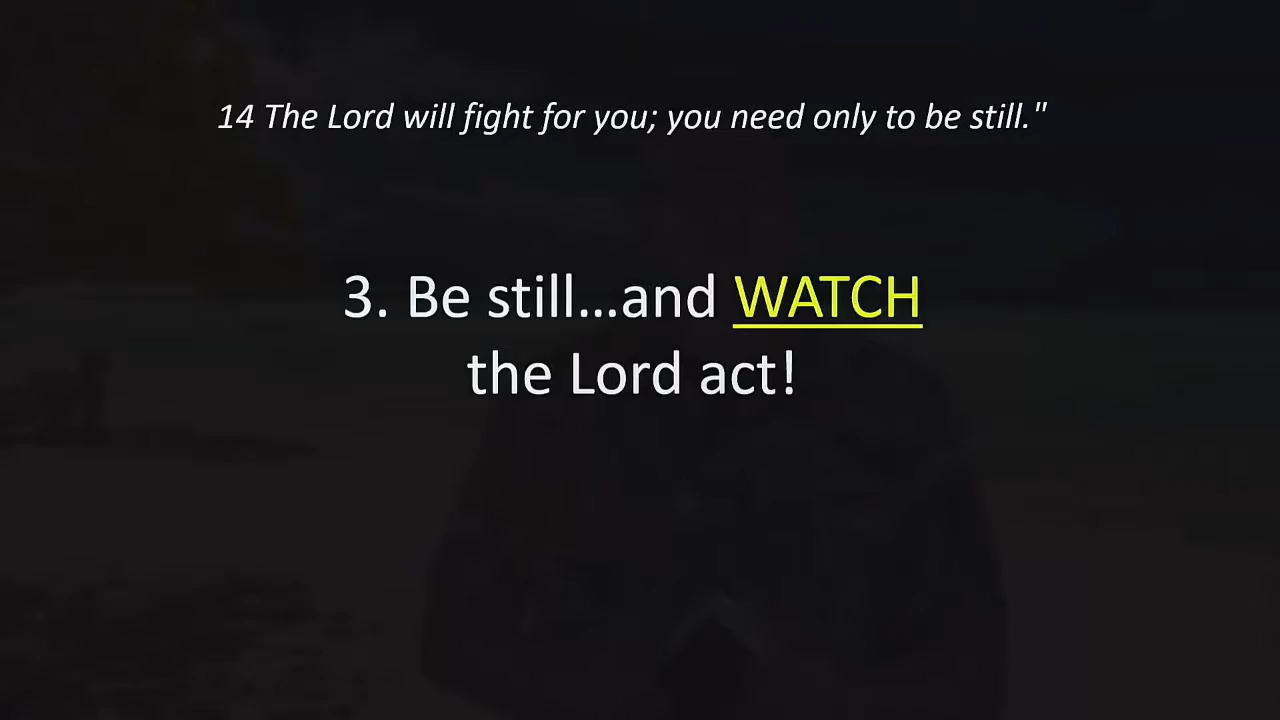 14 The Lord will fight for you; you need only to be still."
3. Be still...and WATCH
the Lord act!